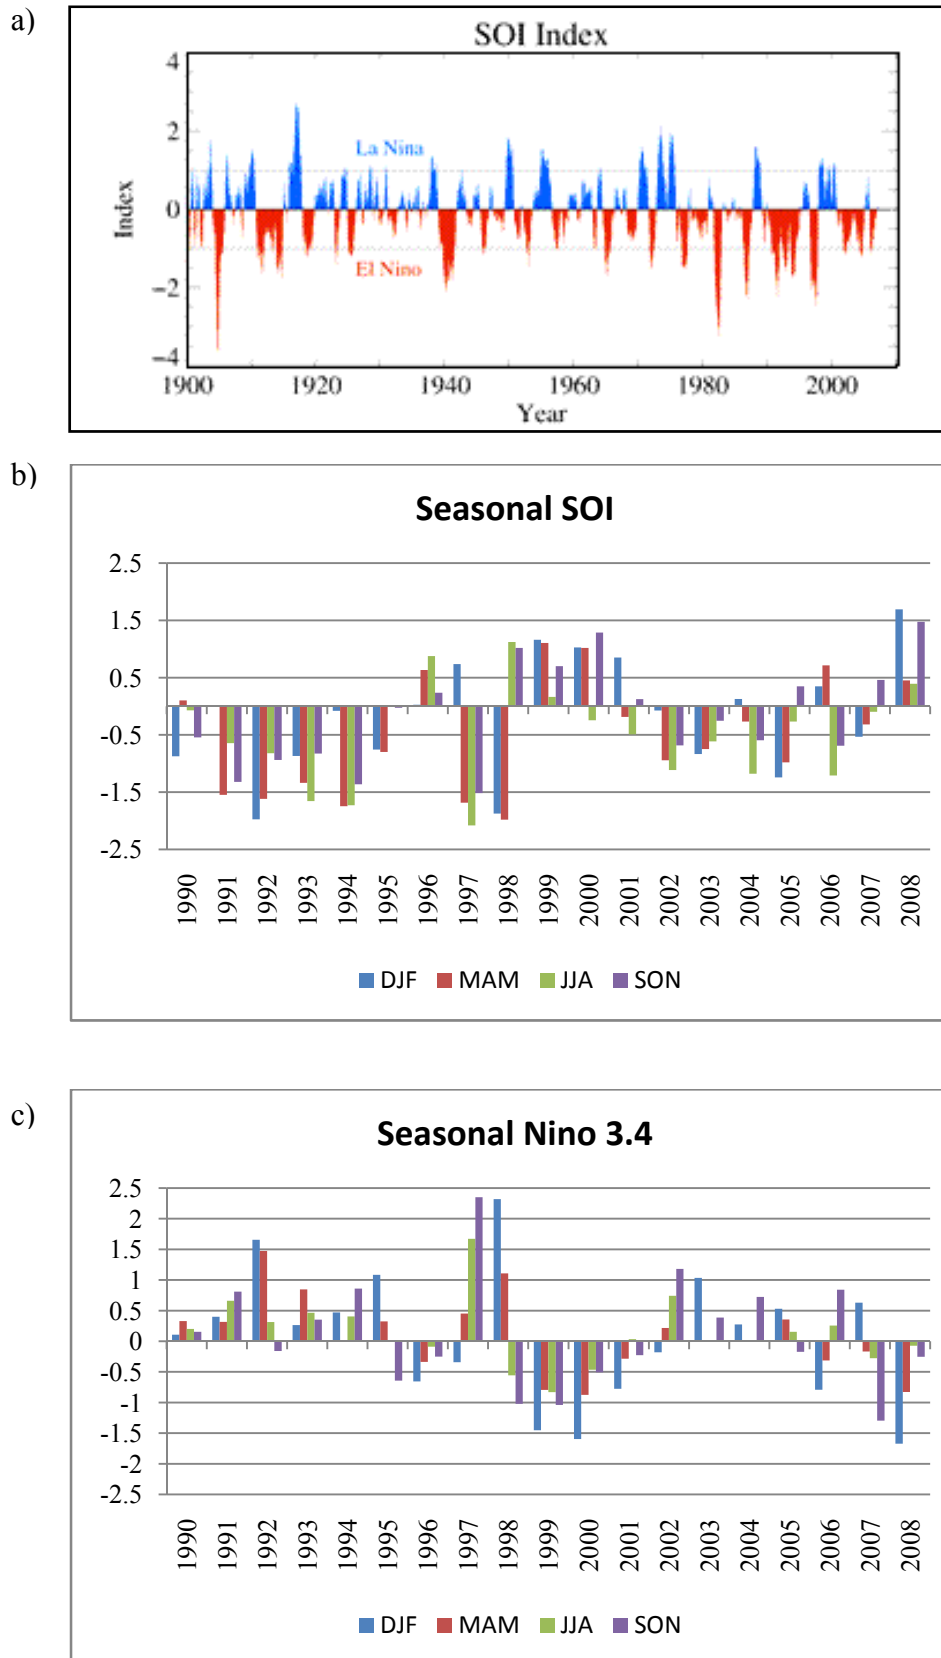 a)
SOI Index
4
2
0
−2
−4
Index
La Nina
El Nino
1900 1920 1940 1960 1980 2000
Year
b)
Seasonal SOI
2.5
1.5
0.5
-0.5
-1.5
-2.5
1990 1991 1992 1993 1994 1995 1996 1997 1998 1999 2000 2001 2002 2003 2004 2005 2006 2007 2008
DJF MAM JJA SON
c)
Seasonal Nino 3.4
2.5
2
1.5
1
0.5
0
-0.5
-1
-1.5
-2
-2.5
1990 1991 1992 1993 1994 1995 1996 1997 1998 1999 2000 2001 2002 2003 2004 2005 2006 2007 2008
DJF MAM JJA SON